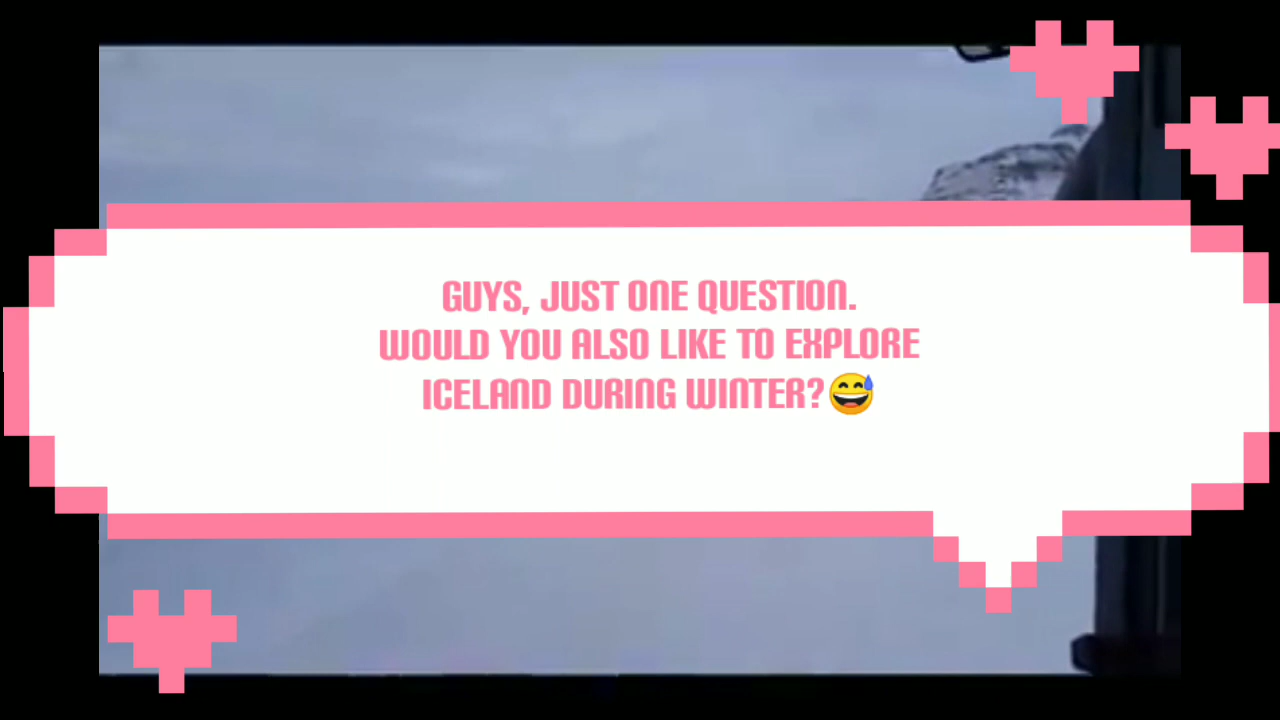 GUYS, JUST ONE QUESTION.
WOULD YOU ALSO LIKE TO EXPLORE
ICELAND DURING WINTER?😅